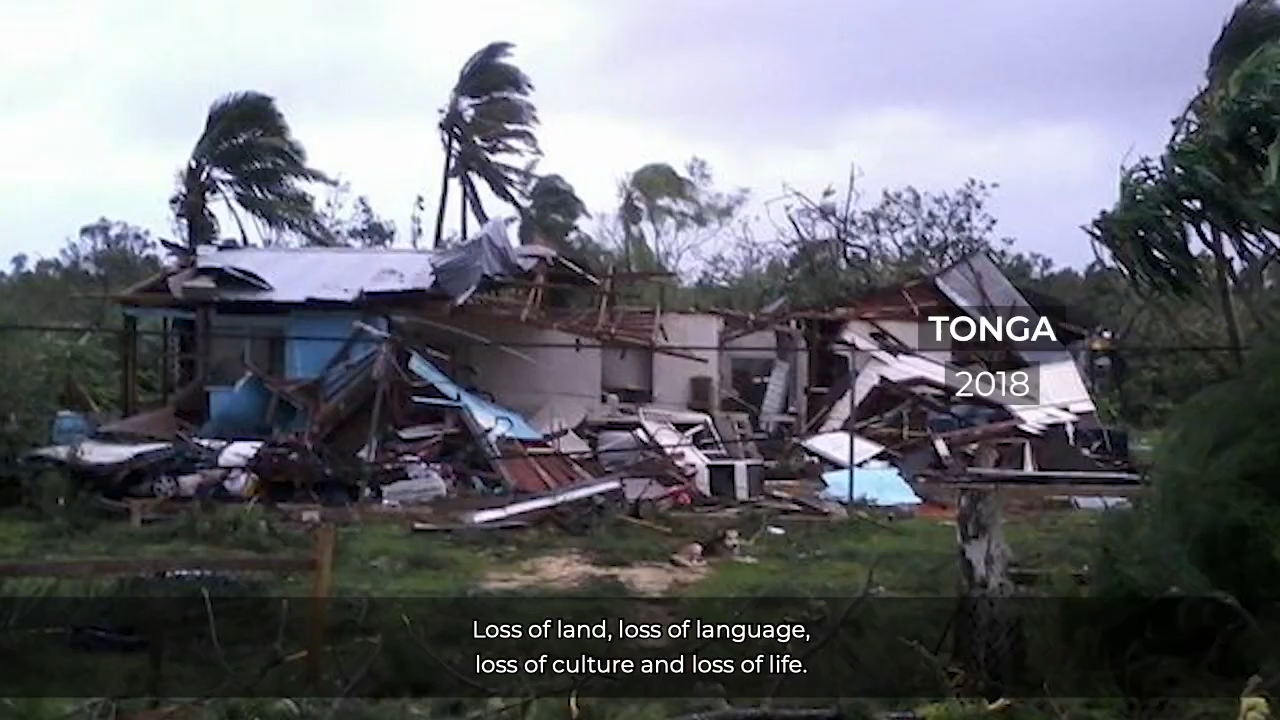 TONGA
2018
Loss of land, loss of language,
loss of culture and loss of life.